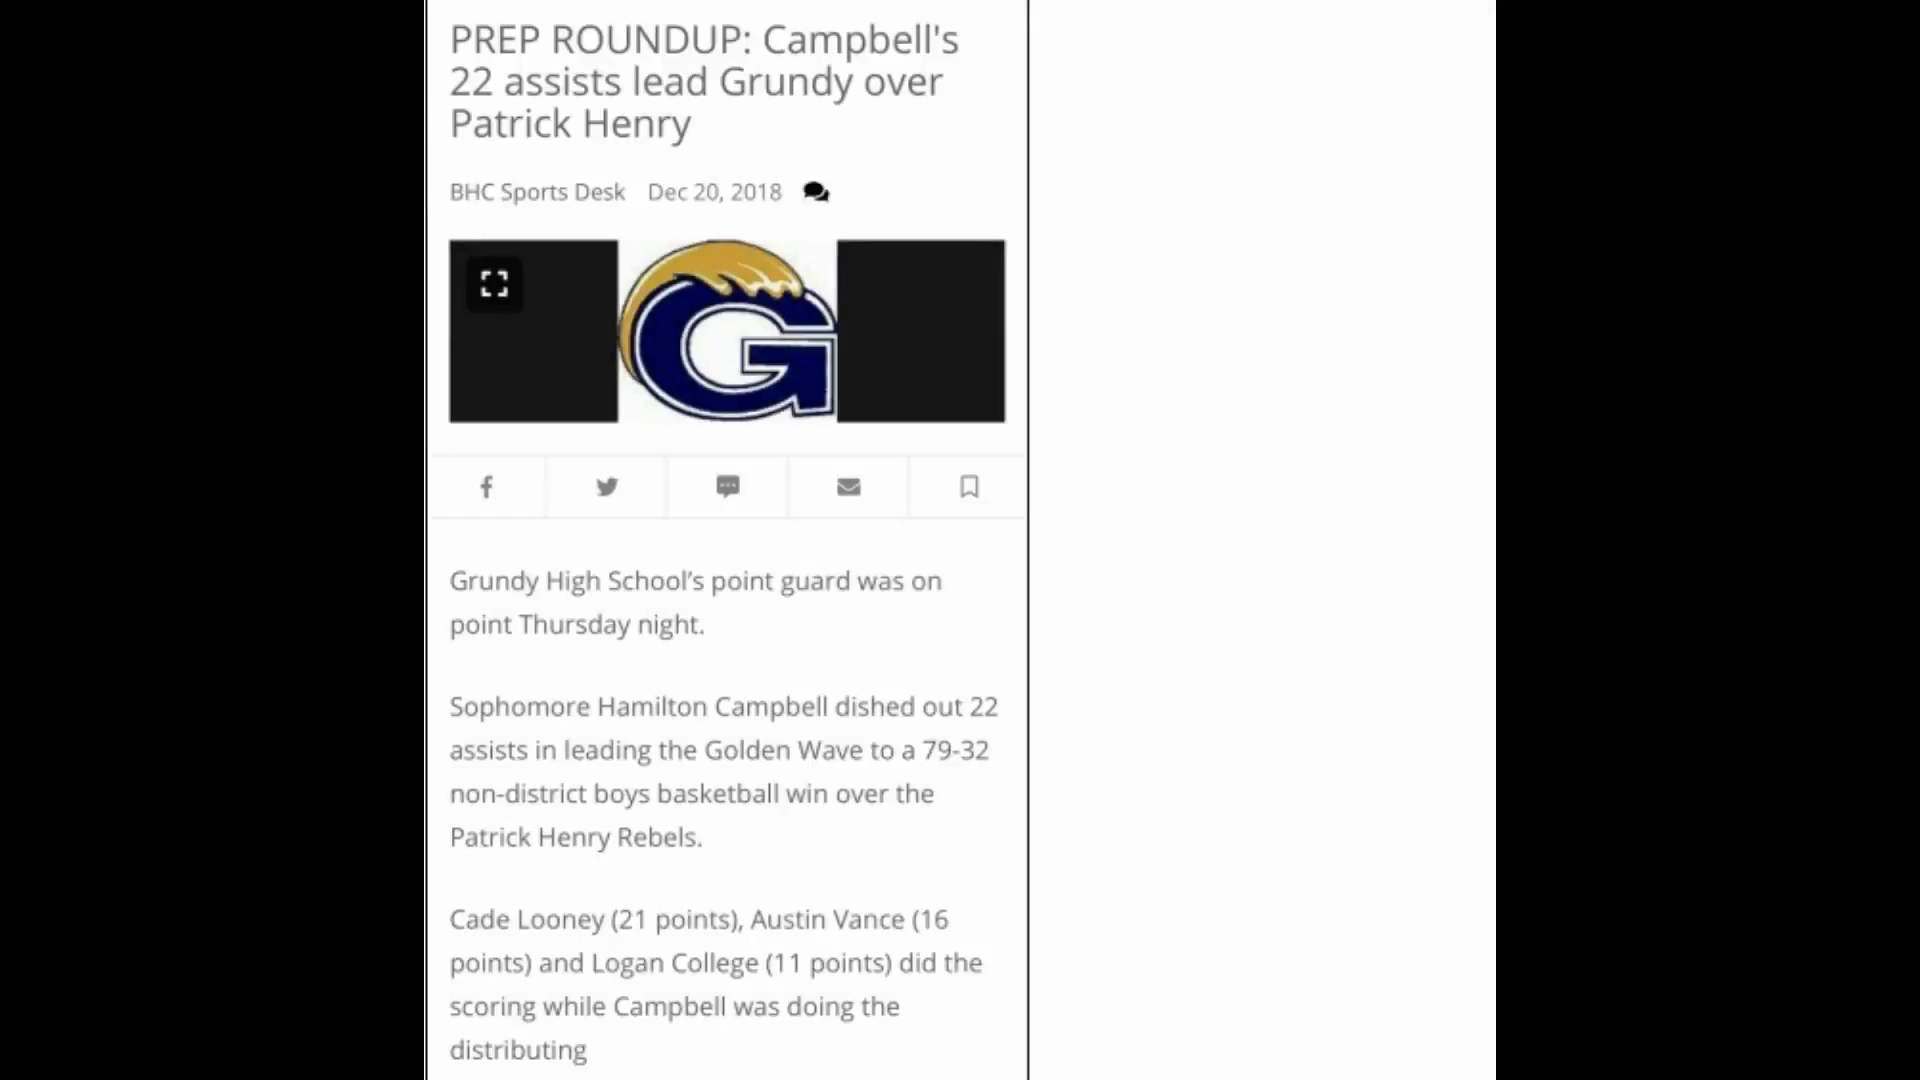 PREP ROUNDUP: Campbell's
22 assists lead Grundy over
Patrick Henry
BHC Sports Desk Dec 20, 2018
G
Grundy High School’s point guard was on
point Thursday night.
Sophomore Hamilton Campbell dished out 22
assists in leading the Golden Wave to a 79-32
non-district boys basketball win over the
Patrick Henry Rebels.
Cade Looney (21 points), Austin Vance (16
points) and Logan College (11 points) did the
scoring while Campbell was doing the
distributing